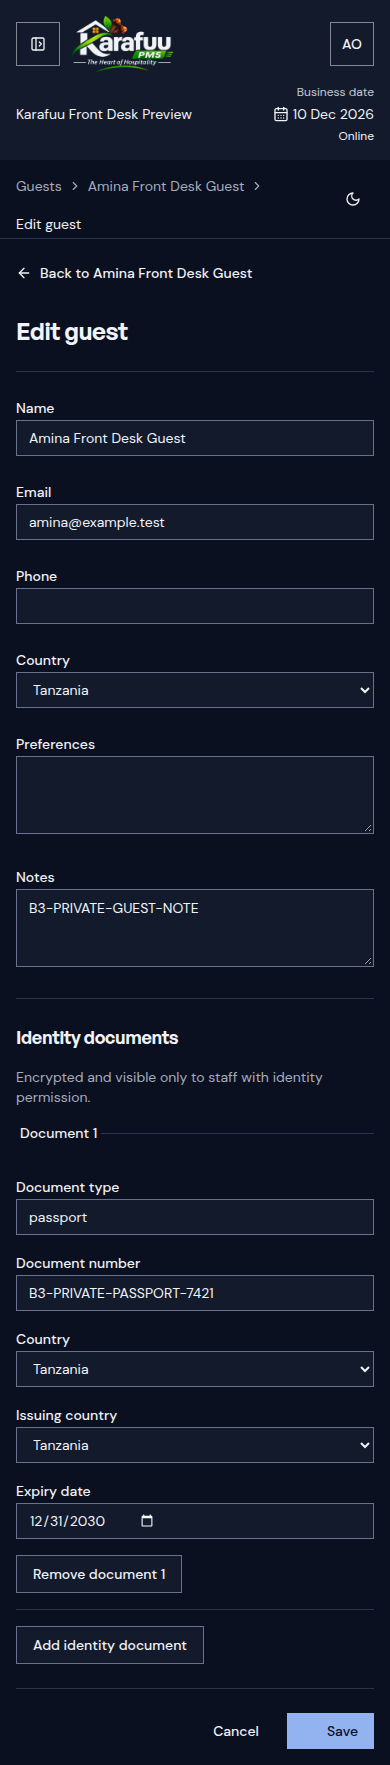 Karafuu
PMS
The Heart of Hospitality
AO
Business date
Karafuu Front Desk Preview
10 Dec 2026
Online
Guests
Amina Front Desk Guest
Edit guest
Back to Amina Front Desk Guest
Edit guest
Name
Amina Front Desk Guest
Email
amina@example.test
Phone
Country
Tanzania
Preferences
Notes
B3-PRIVATE-GUEST-NOTE
Identity documents
Encrypted and visible only to staff with identity
permission.
Document 1
Document type
passport
Document number
B3-PRIVATE-PASSPORT-7421
Country
Tanzania
Issuing country
Tanzania
Expiry date
12/31/2030
Remove document 1
Add identity document
Cancel
Save